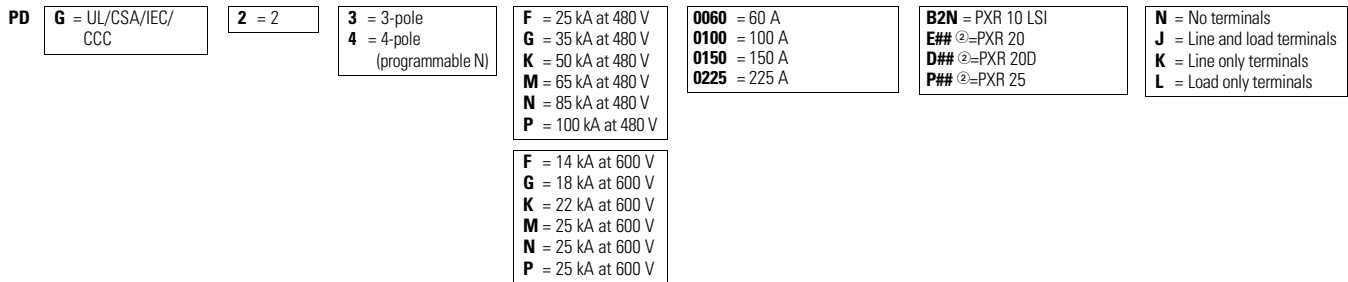 PD
G = UL/CSA/IEC/
CCC
2 = 2
3 = 3-pole
4 = 4-pole
(programmable N)
F = 25 kA at 480 V
G = 35 kA at 480 V
K = 50 kA at 480 V
M = 65 kA at 480 V
N = 85 kA at 480 V
P = 100 kA at 480 V
F = 14 kA at 600 V
G = 18 kA at 600 V
K = 22 kA at 600 V
M = 25 kA at 600 V
N = 25 kA at 600 V
P = 25 kA at 600 V
0060 = 60 A
0100 = 100 A
0150 = 150 A
0225 = 225 A
B2N = PXR 10 LSI
E## ②=PXR 20
D## ②=PXR 20D
P## ②=PXR 25
N = No terminals
J = Line and load terminals
K = Line only terminals
L = Load only terminals